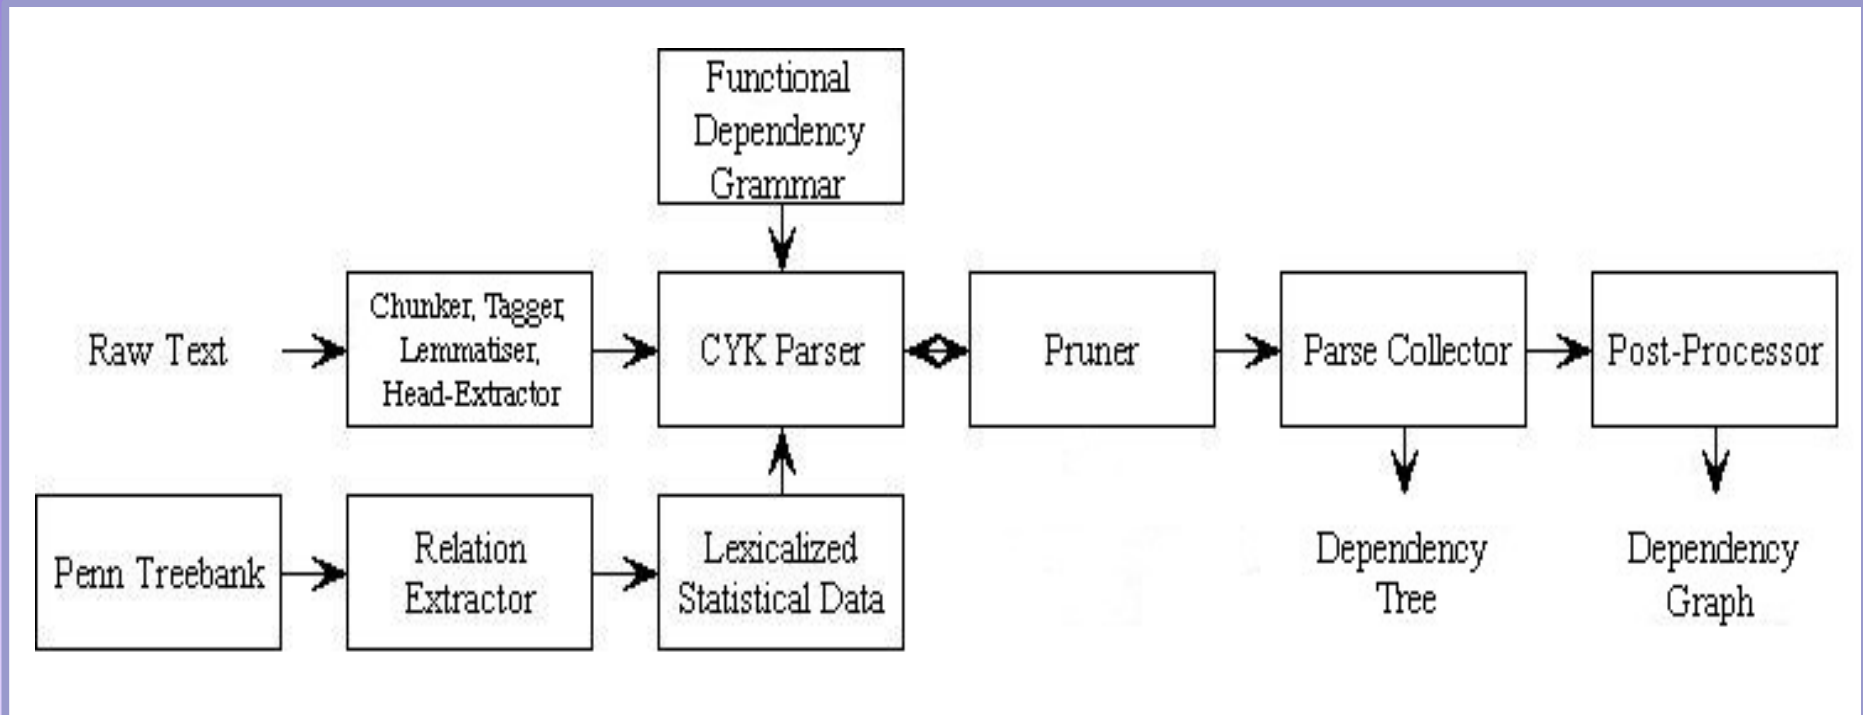 Functional
Dependency
Grammar
Raw Text
Chunker, Tagger,
Lemmatiser,
Head-Extractor
CYK Parser
Pruner
Parse Collector
Post-Processor
Penn Treebank
Relation
Extractor
Lexicalized
Statistical Data
Dependency
Tree
Dependency
Graph